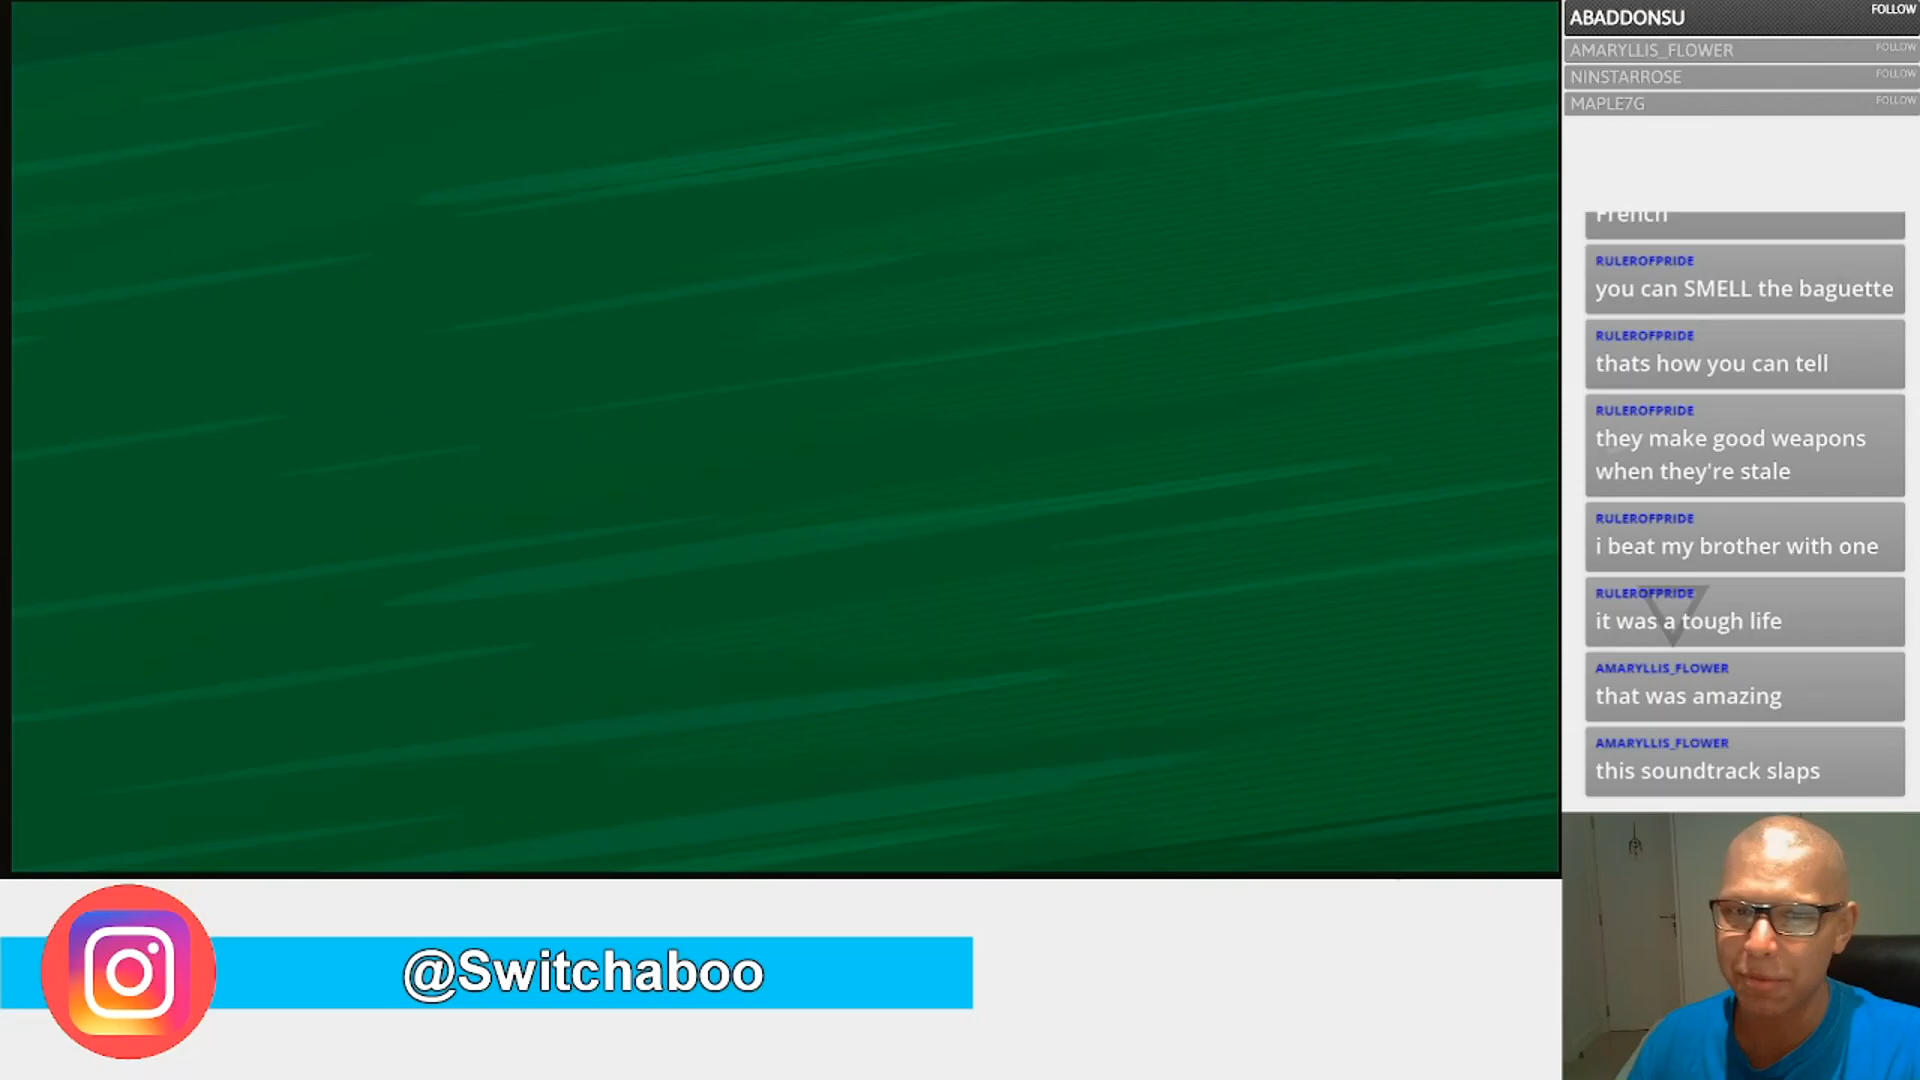 ABADDONSU FOLLOW
AMARYLLIS_FLOWER FOLLOW
NINSTARROSE FOLLOW
MAPLE7G FOLLOW
French
RULEROFPRIDE
you can SMELL the baguette
RULEROFPRIDE
thats how you can tell
RULEROFPRIDE
they make good weapons
when they're stale
RULEROFPRIDE
i beat my brother with one
RULEROFPRIDE
it was a tough life
AMARYLLIS_FLOWER
that was amazing
AMARYLLIS_FLOWER
this soundtrack slaps
@Switchaboo